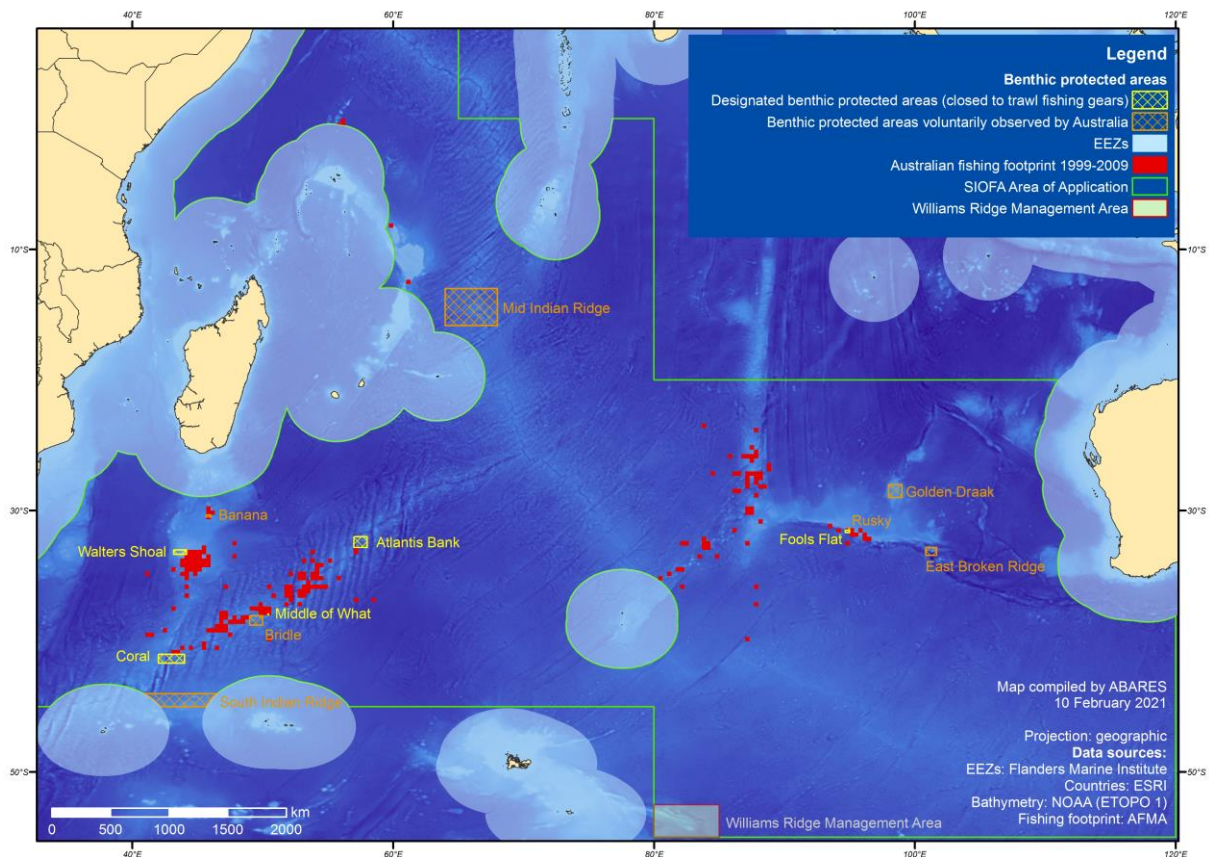 40°E
60°E
80°E
100°E
120°E
Legend
Benthic protected areas
Designated benthic protected areas (closed to trawl fishing gears)
Benthic protected areas voluntarily observed by Australia
EEZs
Australian fishing footprint 1999-2009
SIOFA Area of Application
Williams Ridge Management Area
10°S
10°S
Mid Indian Ridge
Golden Draak
30°S
30°S
Banana
Rusky
Fools Flat
Atlantis Bank
Walters Shoal
East Broken Ridge
Middle of What
Bridle
Coral
South Indian Ridge
Map compiled by ABARES
10 February 2021
Projection: geographic
Data sources:
EEZs: Flanders Marine Institute
Countries: ESRI
Bathymetry: NOAA (ETOPO 1)
Fishing footprint: AFMA
50°S
50°S
km
0 500 1000 1500 2000
Williams Ridge Management Area
40°E
60°E
80°E
100°E
120°E